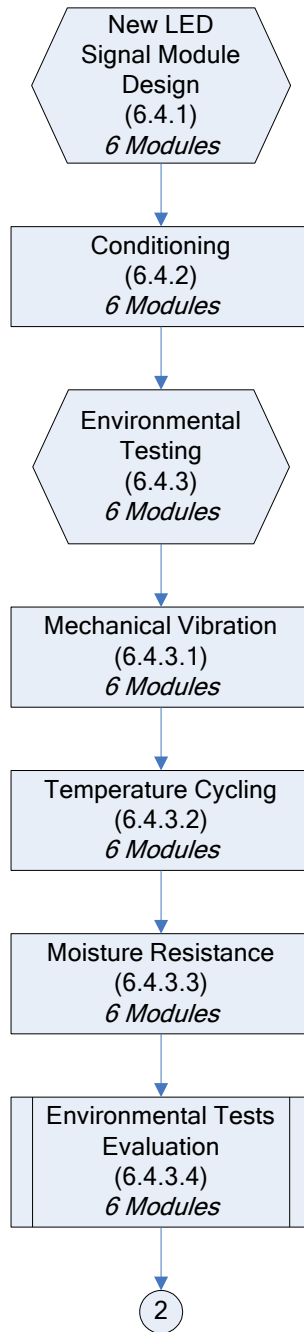 New LED
Signal Module
Design
(6.4.1)
6 Modules
Conditioning
(6.4.2)
6 Modules
Environmental
Testing
(6.4.3)
6 Modules
Mechanical Vibration
(6.4.3.1)
6 Modules
Temperature Cycling
(6.4.3.2)
6 Modules
Moisture Resistance
(6.4.3.3)
6 Modules
Environmental Tests
Evaluation
(6.4.3.4)
6 Modules
2